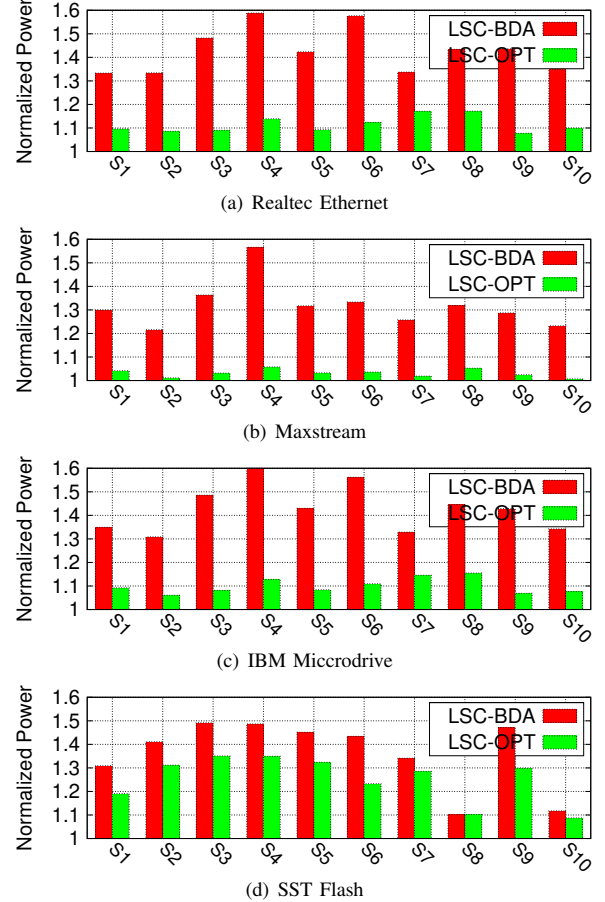 Normalized Power
1.6
1.5
1.4
1.3
1.2
1.1
1
LSC-BDA
LSC-OPT
S1 S2 S3 S4 S5 S6 S7 S8 S9 S10
(a) Realtec Ethernet
Normalized Power
1.6
1.5
1.4
1.3
1.2
1.1
1
LSC-BDA
LSC-OPT
S1 S2 S3 S4 S5 S6 S7 S8 S9 S10
(b) Maxstream
Normalized Power
1.6
1.5
1.4
1.3
1.2
1.1
1
LSC-BDA
LSC-OPT
S1 S2 S3 S4 S5 S6 S7 S8 S9 S10
(c) IBM Miccrodrive
Normalized Power
1.6
1.5
1.4
1.3
1.2
1.1
1
LSC-BDA
LSC-OPT
S1 S2 S3 S4 S5 S6 S7 S8 S9 S10
(d) SST Flash